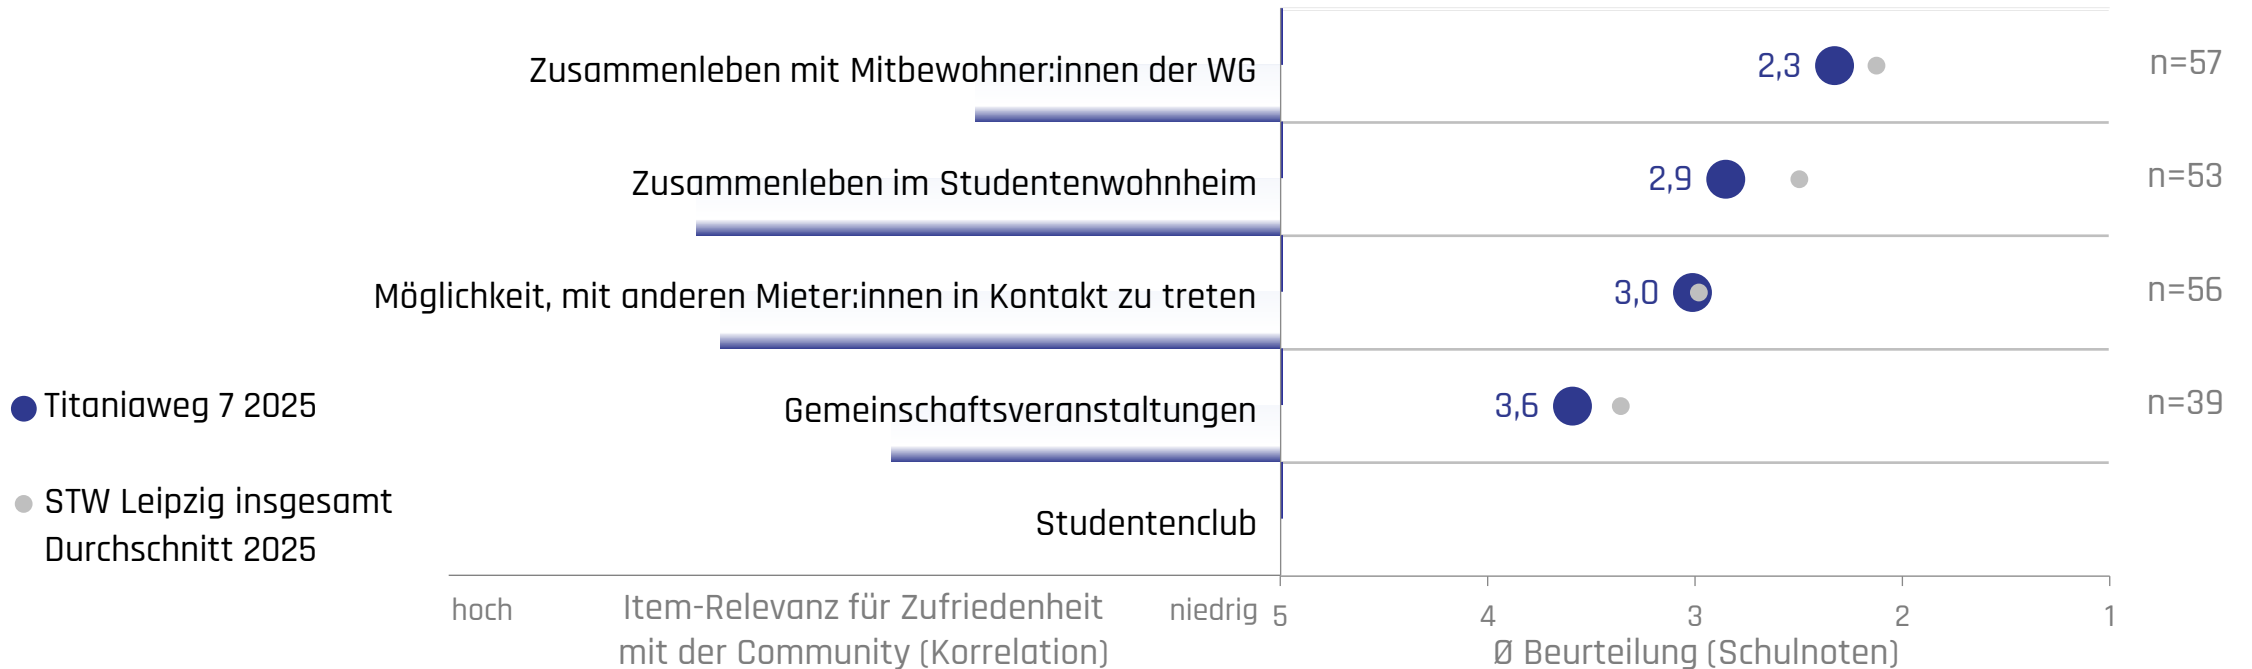 Zusammenleben mit Mitbewohner:innen der WG
2,3
n=57
Zusammenleben im Studentenwohnheim
2,9
n=53
Möglichkeit, mit anderen Mieter:innen in Kontakt zu treten
3,0
n=56
Titaniaweg 7 2025
Gemeinschaftsveranstaltungen
3,6
n=39
STW Leipzig insgesamt
Durchschnitt 2025
Studentenclub
hoch
Item-Relevanz für Zufriedenheit
mit der Community (Korrelation)
niedrig
5 4 3 2 1
Ø Beurteilung (Schulnoten)